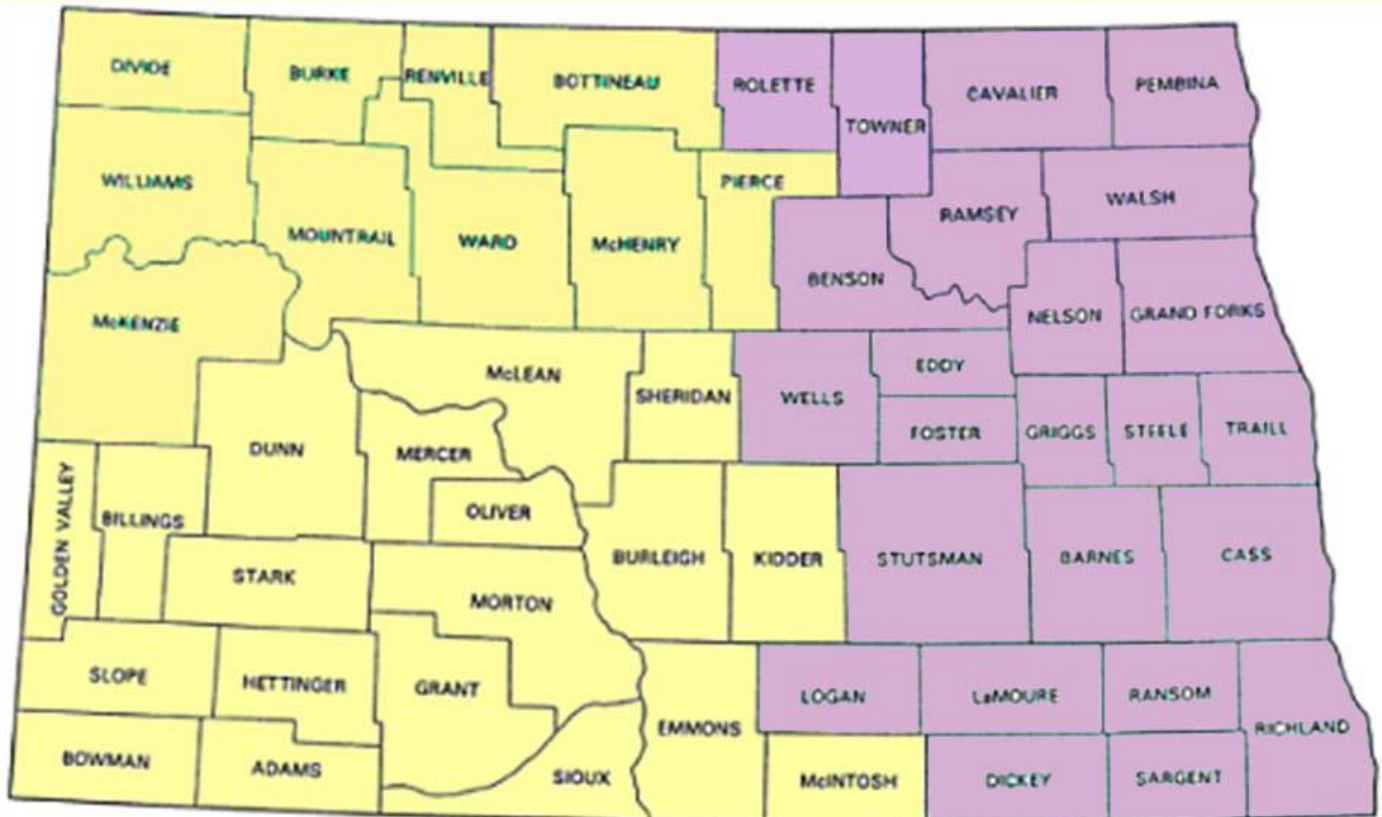 DIVIDE
BURKE
RENVILLE
BOTTINEAU
ROLETTE
TOWNER
CAVALIER
PEMBINA
WILLIAMS
MOUNTRAIL
WARD
McHENRY
PIERCE
RAMSEY
WALSH
BENSON
McKENZIE
NELSON
GRAND FORKS
McLEAN
SHERIDAN
WELLS
EDDY
FOSTER
GRIGGS
STEELE
TRAILL
DUNN
MERCER
OLIVER
GOLDEN VALLEY
BILLINGS
STARK
MORTON
BURLEIGH
KIDDER
STUTSMAN
BARNES
CASS
SLOPE
HETTINGER
GRANT
EMMONS
LOGAN
LaMOURE
RANSOM
RICHLAND
BOWMAN
ADAMS
SIOUX
McINTOSH
DICKEY
SARGENT